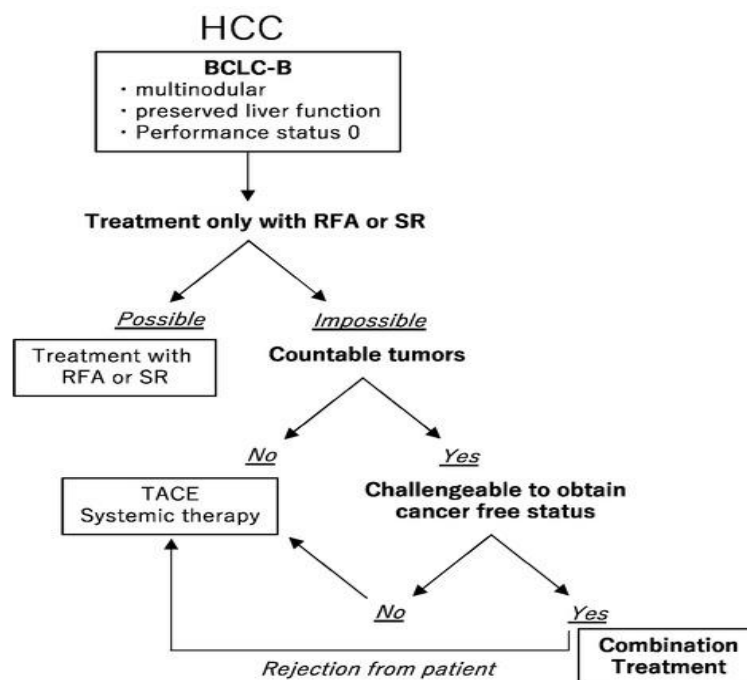 HCC
BCLC-B
· multinodular
· preserved liver function
· Performance status 0
Treatment only with RFA or SR
Possible
Impossible
Treatment with
RFA or SR
Countable tumors
No
Yes
TACE
Systemic therapy
Challengeable to obtain
cancer free status
No
Yes
Combination
Treatment
Rejection from patient